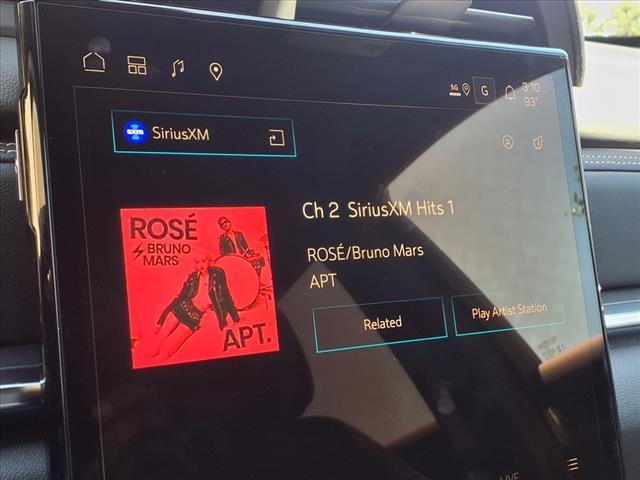 5G
G
3:10
93°
SXM
SiriusXM
Ch 2 SiriusXM Hits 1
ROSÉ
BRUNO
MARS
APT.
ROSÉ/Bruno Mars
APT
Related
Play Artist Station
LIVE